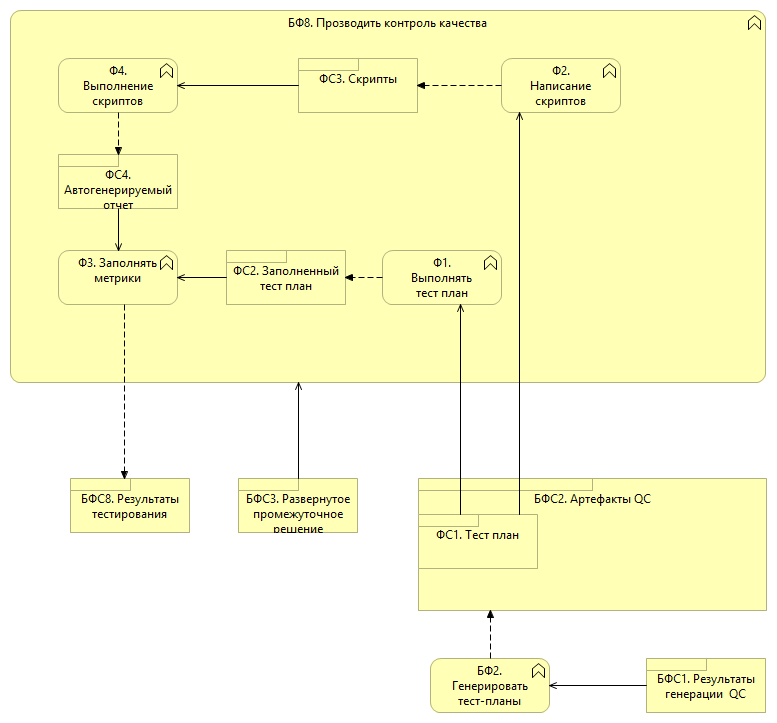 БФ8. Прозводить контроль качества
Ф4.
Выполнение
скриптов
ФС3. Скрипты
Ф2.
Написание
скриптов
ФС4.
Автогенерируемый
отчет
Ф3. Заполнять
метрики
ФС2. Заполненный
тест план
Ф1.
Выполнять
тест план
БФС8. Результаты
тестирования
БФС3. Развернутое
промежуточное
решение
БФС2. Артефакты QC
ФС1. Тест план
БФ2.
Генерировать
тест-планы
БФС1. Результаты
генерации QC